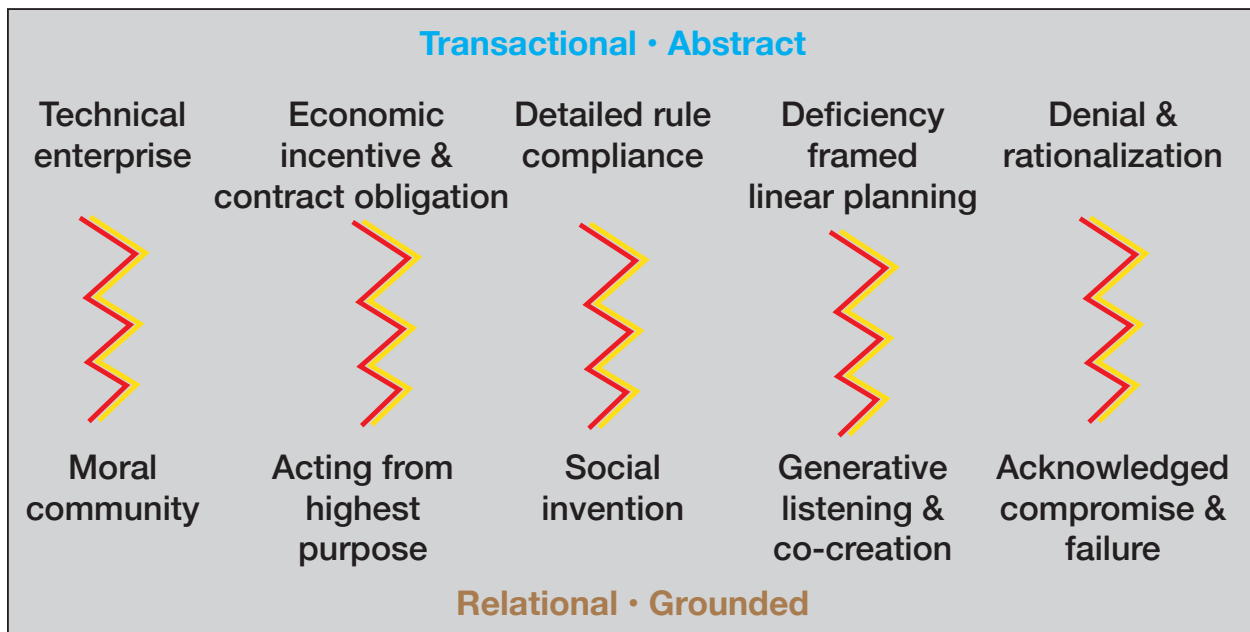 Transactional • Abstract
Technical
enterprise
Economic
incentive &
contract obligation
Detailed rule
compliance
Deficiency
framed
linear planning
Denial &
rationalization
Moral
community
Acting from
highest
purpose
Social
invention
Generative
listening &
co-creation
Acknowledged
compromise &
failure
Relational • Grounded